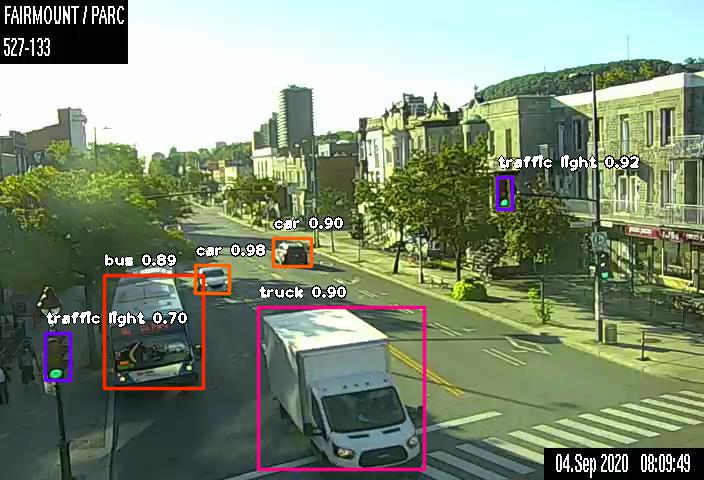 FAIRMOUNT / PARC
527-133
traffic light 0.92
car 0.90
car 0.98
bus 0.89
truck 0.90
traffic light 0.70
04.Sep 2020 08:09:49